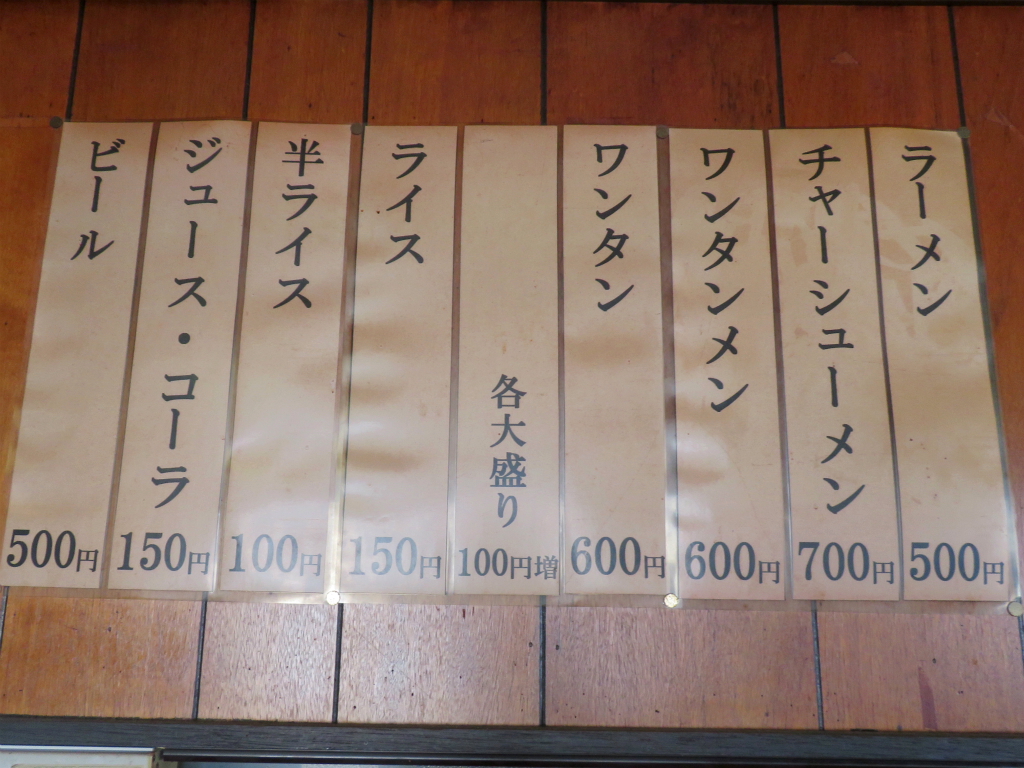 ラーメン
500円
チャーシューメン
700円
ワンタンメン
600円
ワンタン
600円
各大盛り
100円増
ライス
150円
半ライス
100円
ジュース・コーラ
150円
ビール
500円